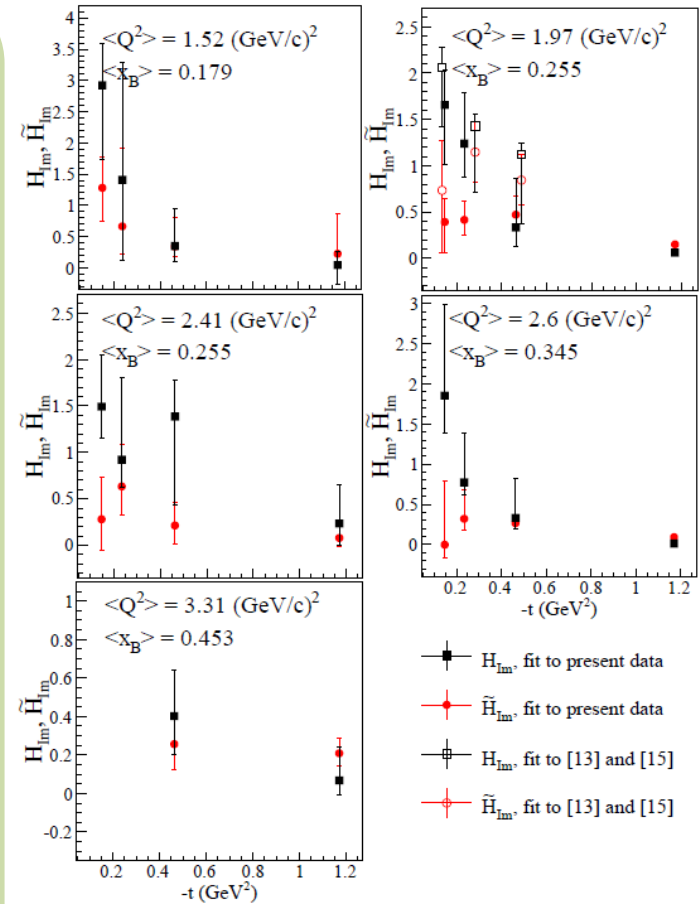 <Q²> = 1.52 (GeV/c)²
<x_B> = 0.179
H_Im, H̃_Im
4
3.5
3
2.5
2
1.5
1
0.5
0
<Q²> = 1.97 (GeV/c)²
<x_B> = 0.255
H_Im, H̃_Im
2.5
2
1.5
1
0.5
0
<Q²> = 2.41 (GeV/c)²
<x_B> = 0.255
H_Im, H̃_Im
2.5
2
1.5
1
0.5
0
<Q²> = 2.6 (GeV/c)²
<x_B> = 0.345
H_Im, H̃_Im
3
2.5
2
1.5
1
0.5
0
0.2 0.4 0.6 0.8 1 1.2
-t (GeV²)
<Q²> = 3.31 (GeV/c)²
<x_B> = 0.453
H_Im, H̃_Im
1
0.8
0.6
0.4
0.2
0
-0.2
0.2 0.4 0.6 0.8 1 1.2
-t (GeV²)
H_Im, fit to present data
H̃_Im, fit to present data
H_Im, fit to [13] and [15]
H̃_Im, fit to [13] and [15]